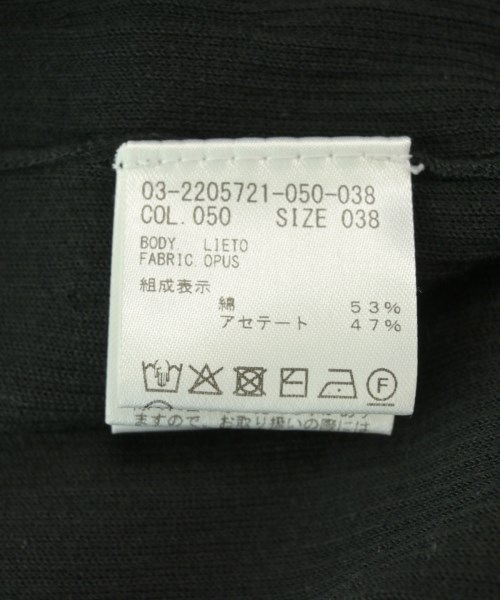 03-2205721-050-038
COL.050 SIZE 038
BODY. LIETO
FABRIC.OPUS
組成表示
綿 53%
アセテート 47%
F
ますので、お取り扱いの際には